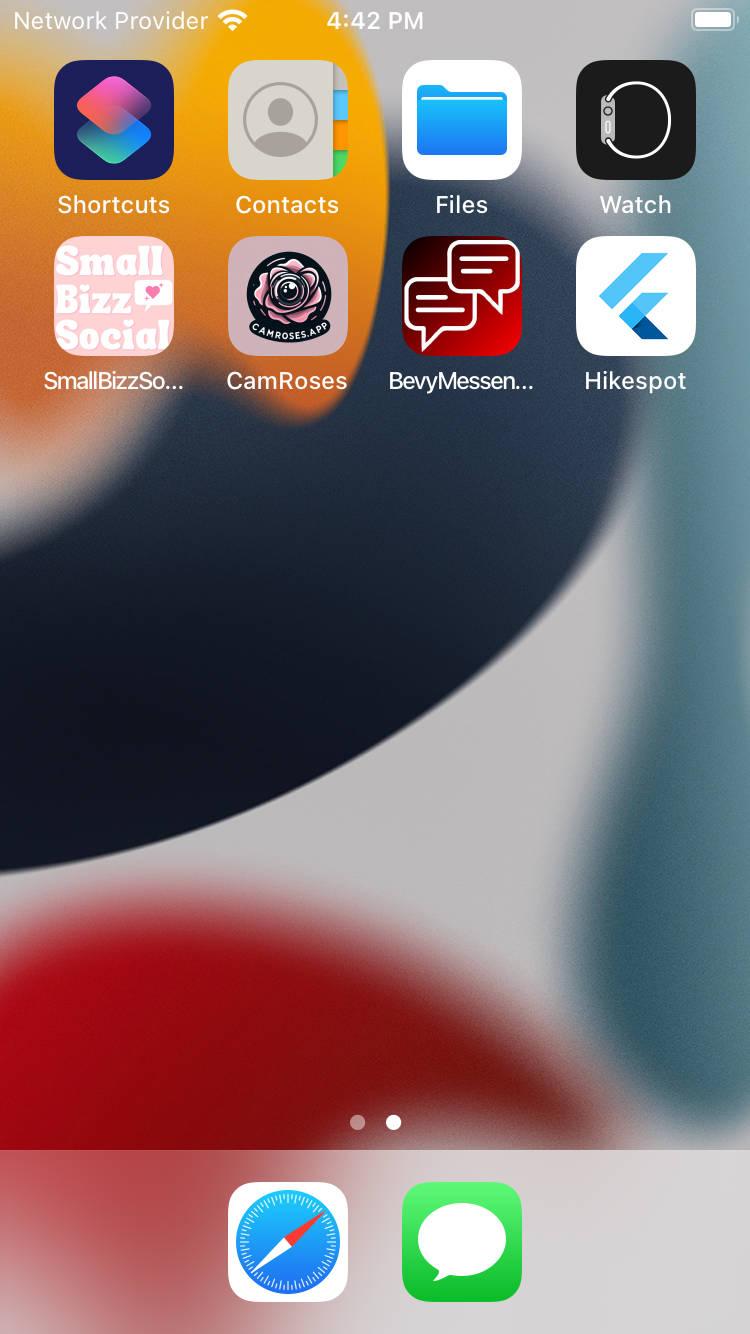 Network Provider 4:42 PM
Shortcuts Contacts Files Watch
Small
Bizz
Social
CAMROSES.APP
SmallBizzSo... CamRoses BevyMessen... Hikespot